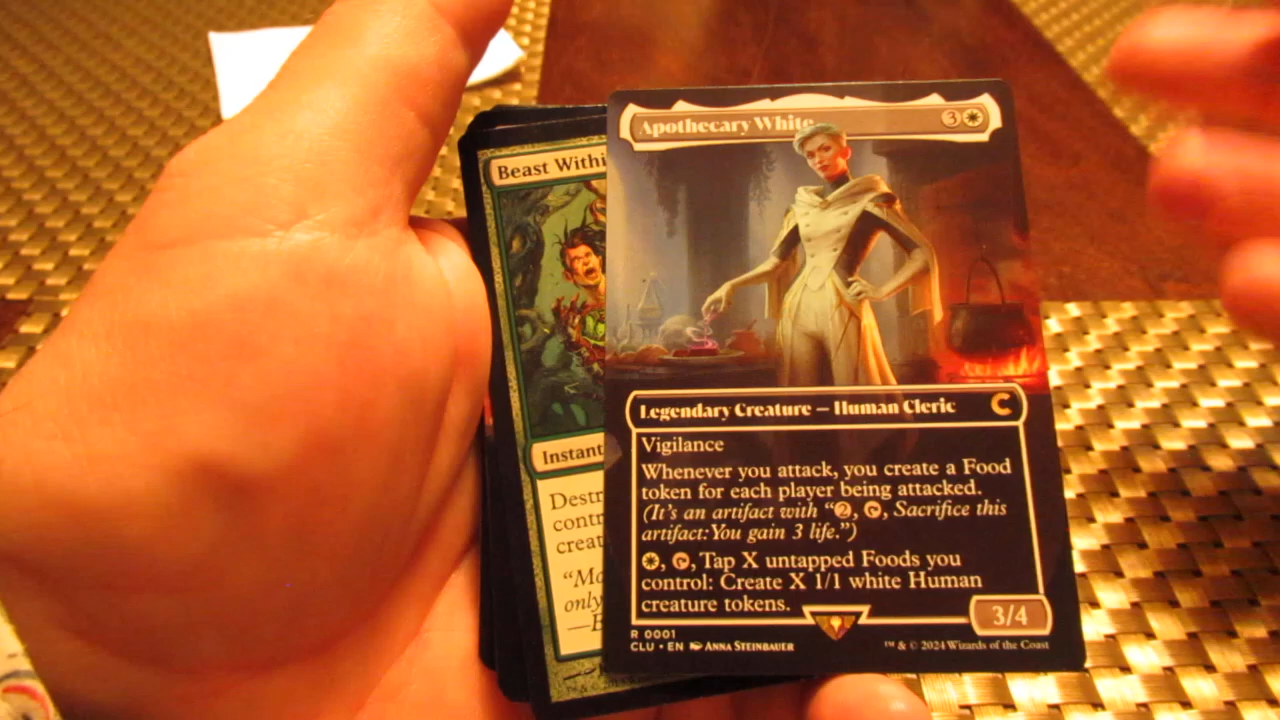 Beast Withi
Instant
Destr
contr
creat
"Mo
only
Apothecary White
3
Legendary Creature — Human Cleric
Vigilance
Whenever you attack, you create a Food
token for each player being attacked.
(It's an artifact with "2, , Sacrifice this
artifact:You gain 3 life.")
, , Tap X untapped Foods you
control: Create X 1/1 white Human
creature tokens.
3/4
R 0001
CLU • EN Anna Steinbauer
™ & © 2024 Wizards of the Coast